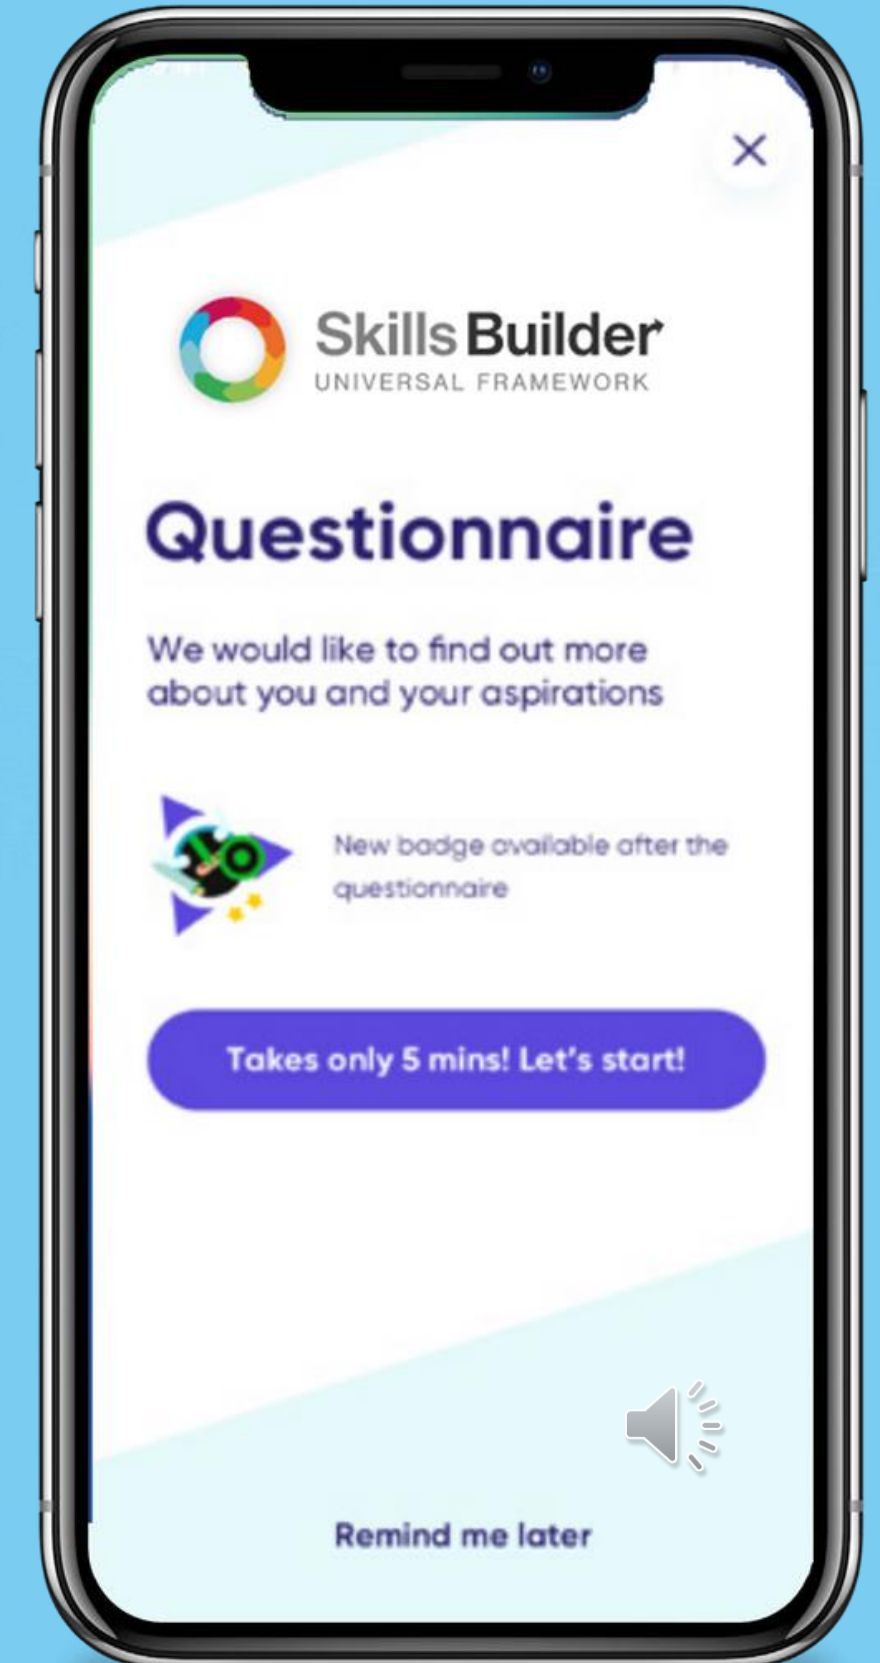 Skills Builder
UNIVERSAL FRAMEWORK
Questionnaire
We would like to find out more
about you and your aspirations
New badge available after the
questionnaire
Takes only 5 mins! Let's start!
Remind me later